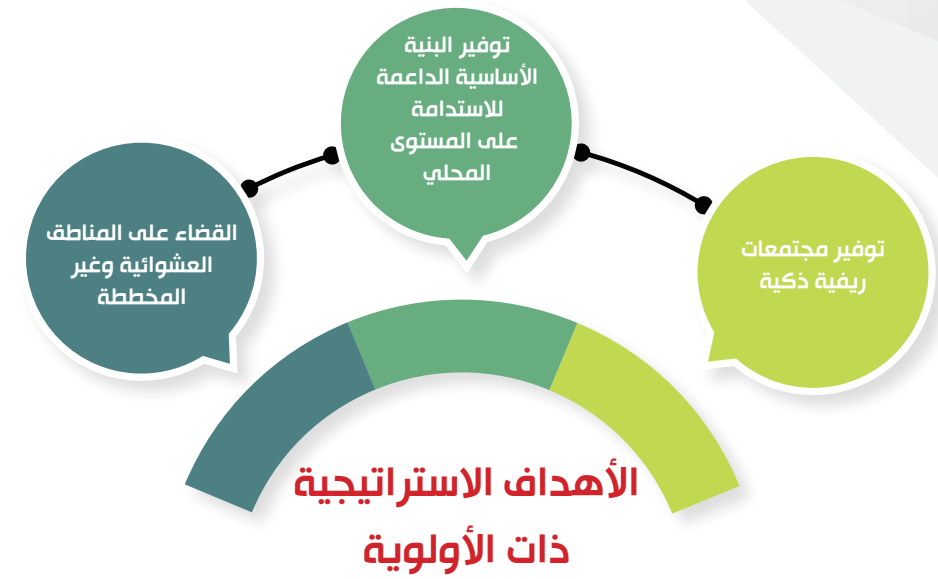 توفير مجتمعات
ريفية ذكية
توفير البنية
الأساسية الداعمة
للاستدامة
على المستوى
المحلي
القضاء على المناطق
العشوائية وغير
المخططة
الأهداف الاستراتيجية
ذات الأولوية